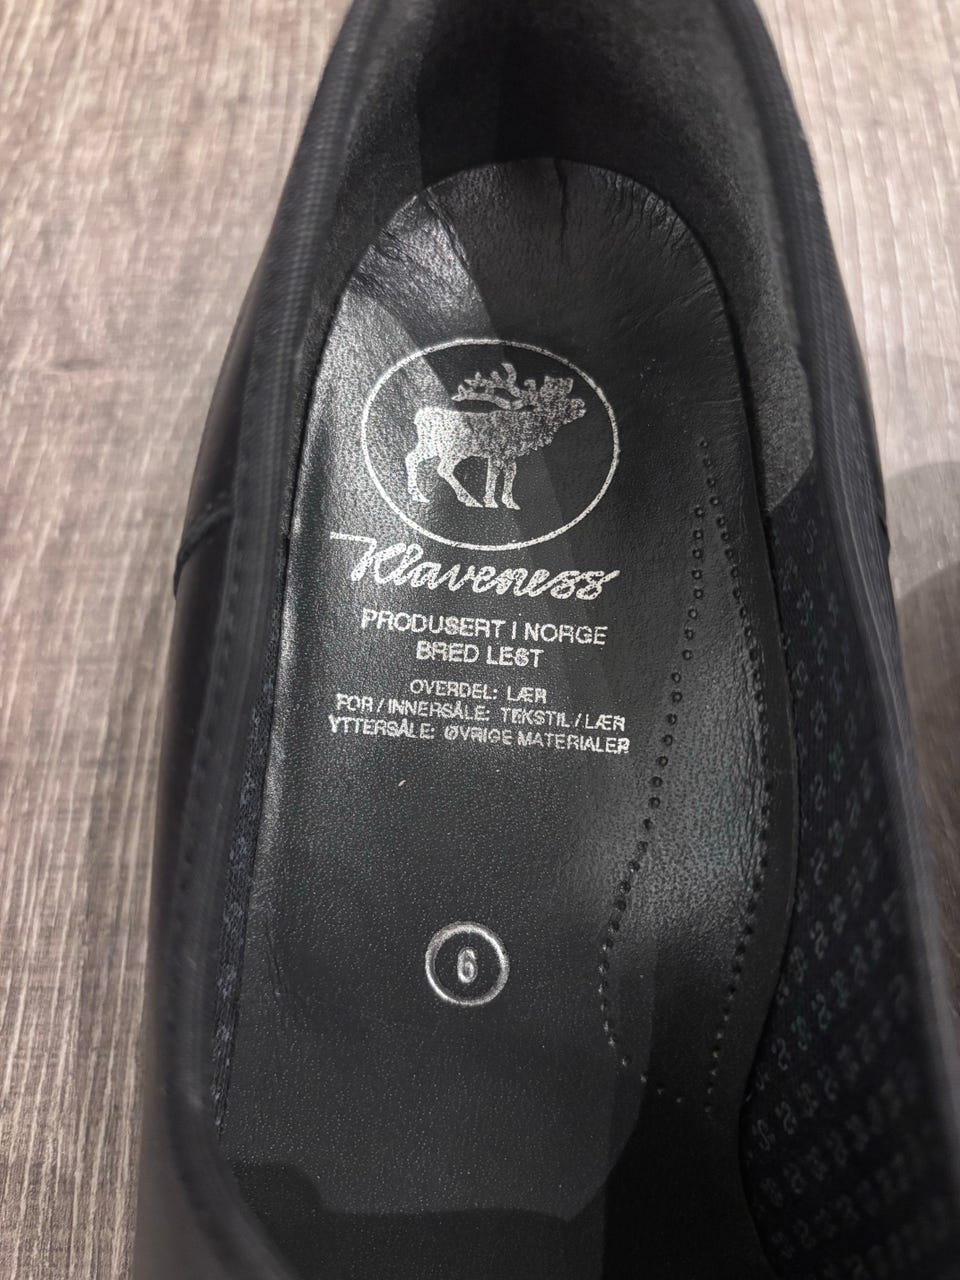 Klaveness
PRODUSERT I NORGE
BRED LEST
OVERDEL: LÆR
FOR / INNERSÅLE: TEKSTIL / LÆR
YTTERSÅLE: ØVRIGE MATERIALER
6